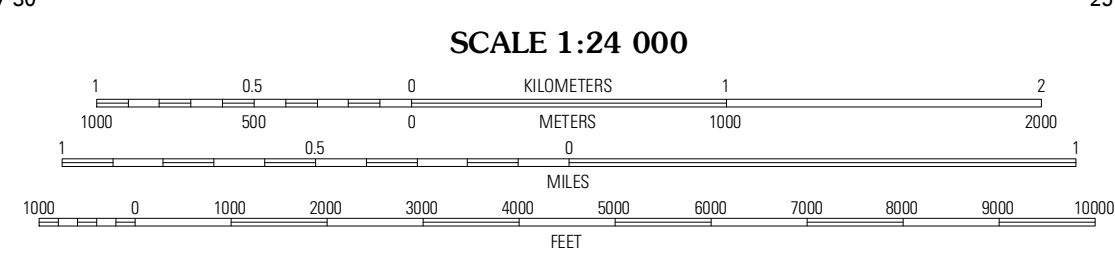 SCALE 1:24 000
1 0.5 0 KILOMETERS 1 2
1000 500 0 METERS 1000 2000
1 0.5 0 1
MILES
1000 0 1000 2000 3000 4000 5000 6000 7000 8000 9000 10000
FEET